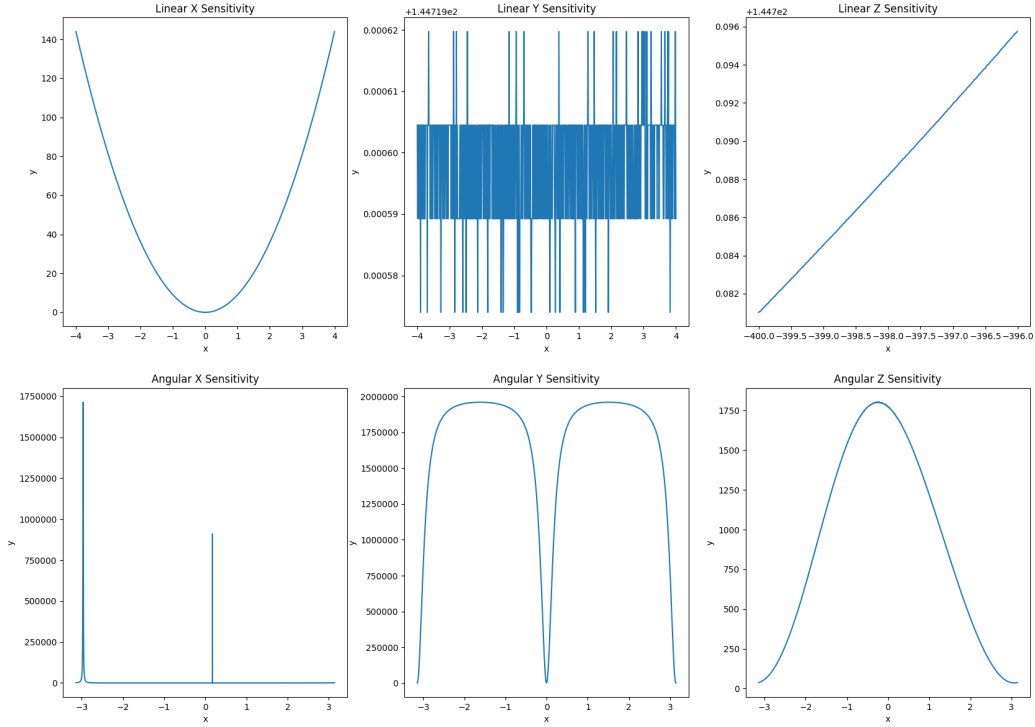 Linear X Sensitivity
140
120
100
80
60
40
20
0
y
−4 −3 −2 −1 0 1 2 3 4
x
Linear Y Sensitivity
+1.44719e2
0.00062
0.00061
0.00060
0.00059
0.00058
y
−4 −3 −2 −1 0 1 2 3 4
x
Linear Z Sensitivity
+1.447e2
0.096
0.094
0.092
0.090
0.088
0.086
0.084
0.082
y
−400.0 −399.5 −399.0 −398.5 −398.0 −397.5 −397.0 −396.5 −396.0
x
Angular X Sensitivity
1750000
1500000
1250000
1000000
750000
500000
250000
0
y
−3 −2 −1 0 1 2 3
x
Angular Y Sensitivity
2000000
1750000
1500000
1250000
1000000
750000
500000
250000
0
y
−3 −2 −1 0 1 2 3
x
Angular Z Sensitivity
1750
1500
1250
1000
750
500
250
0
y
−3 −2 −1 0 1 2 3
x